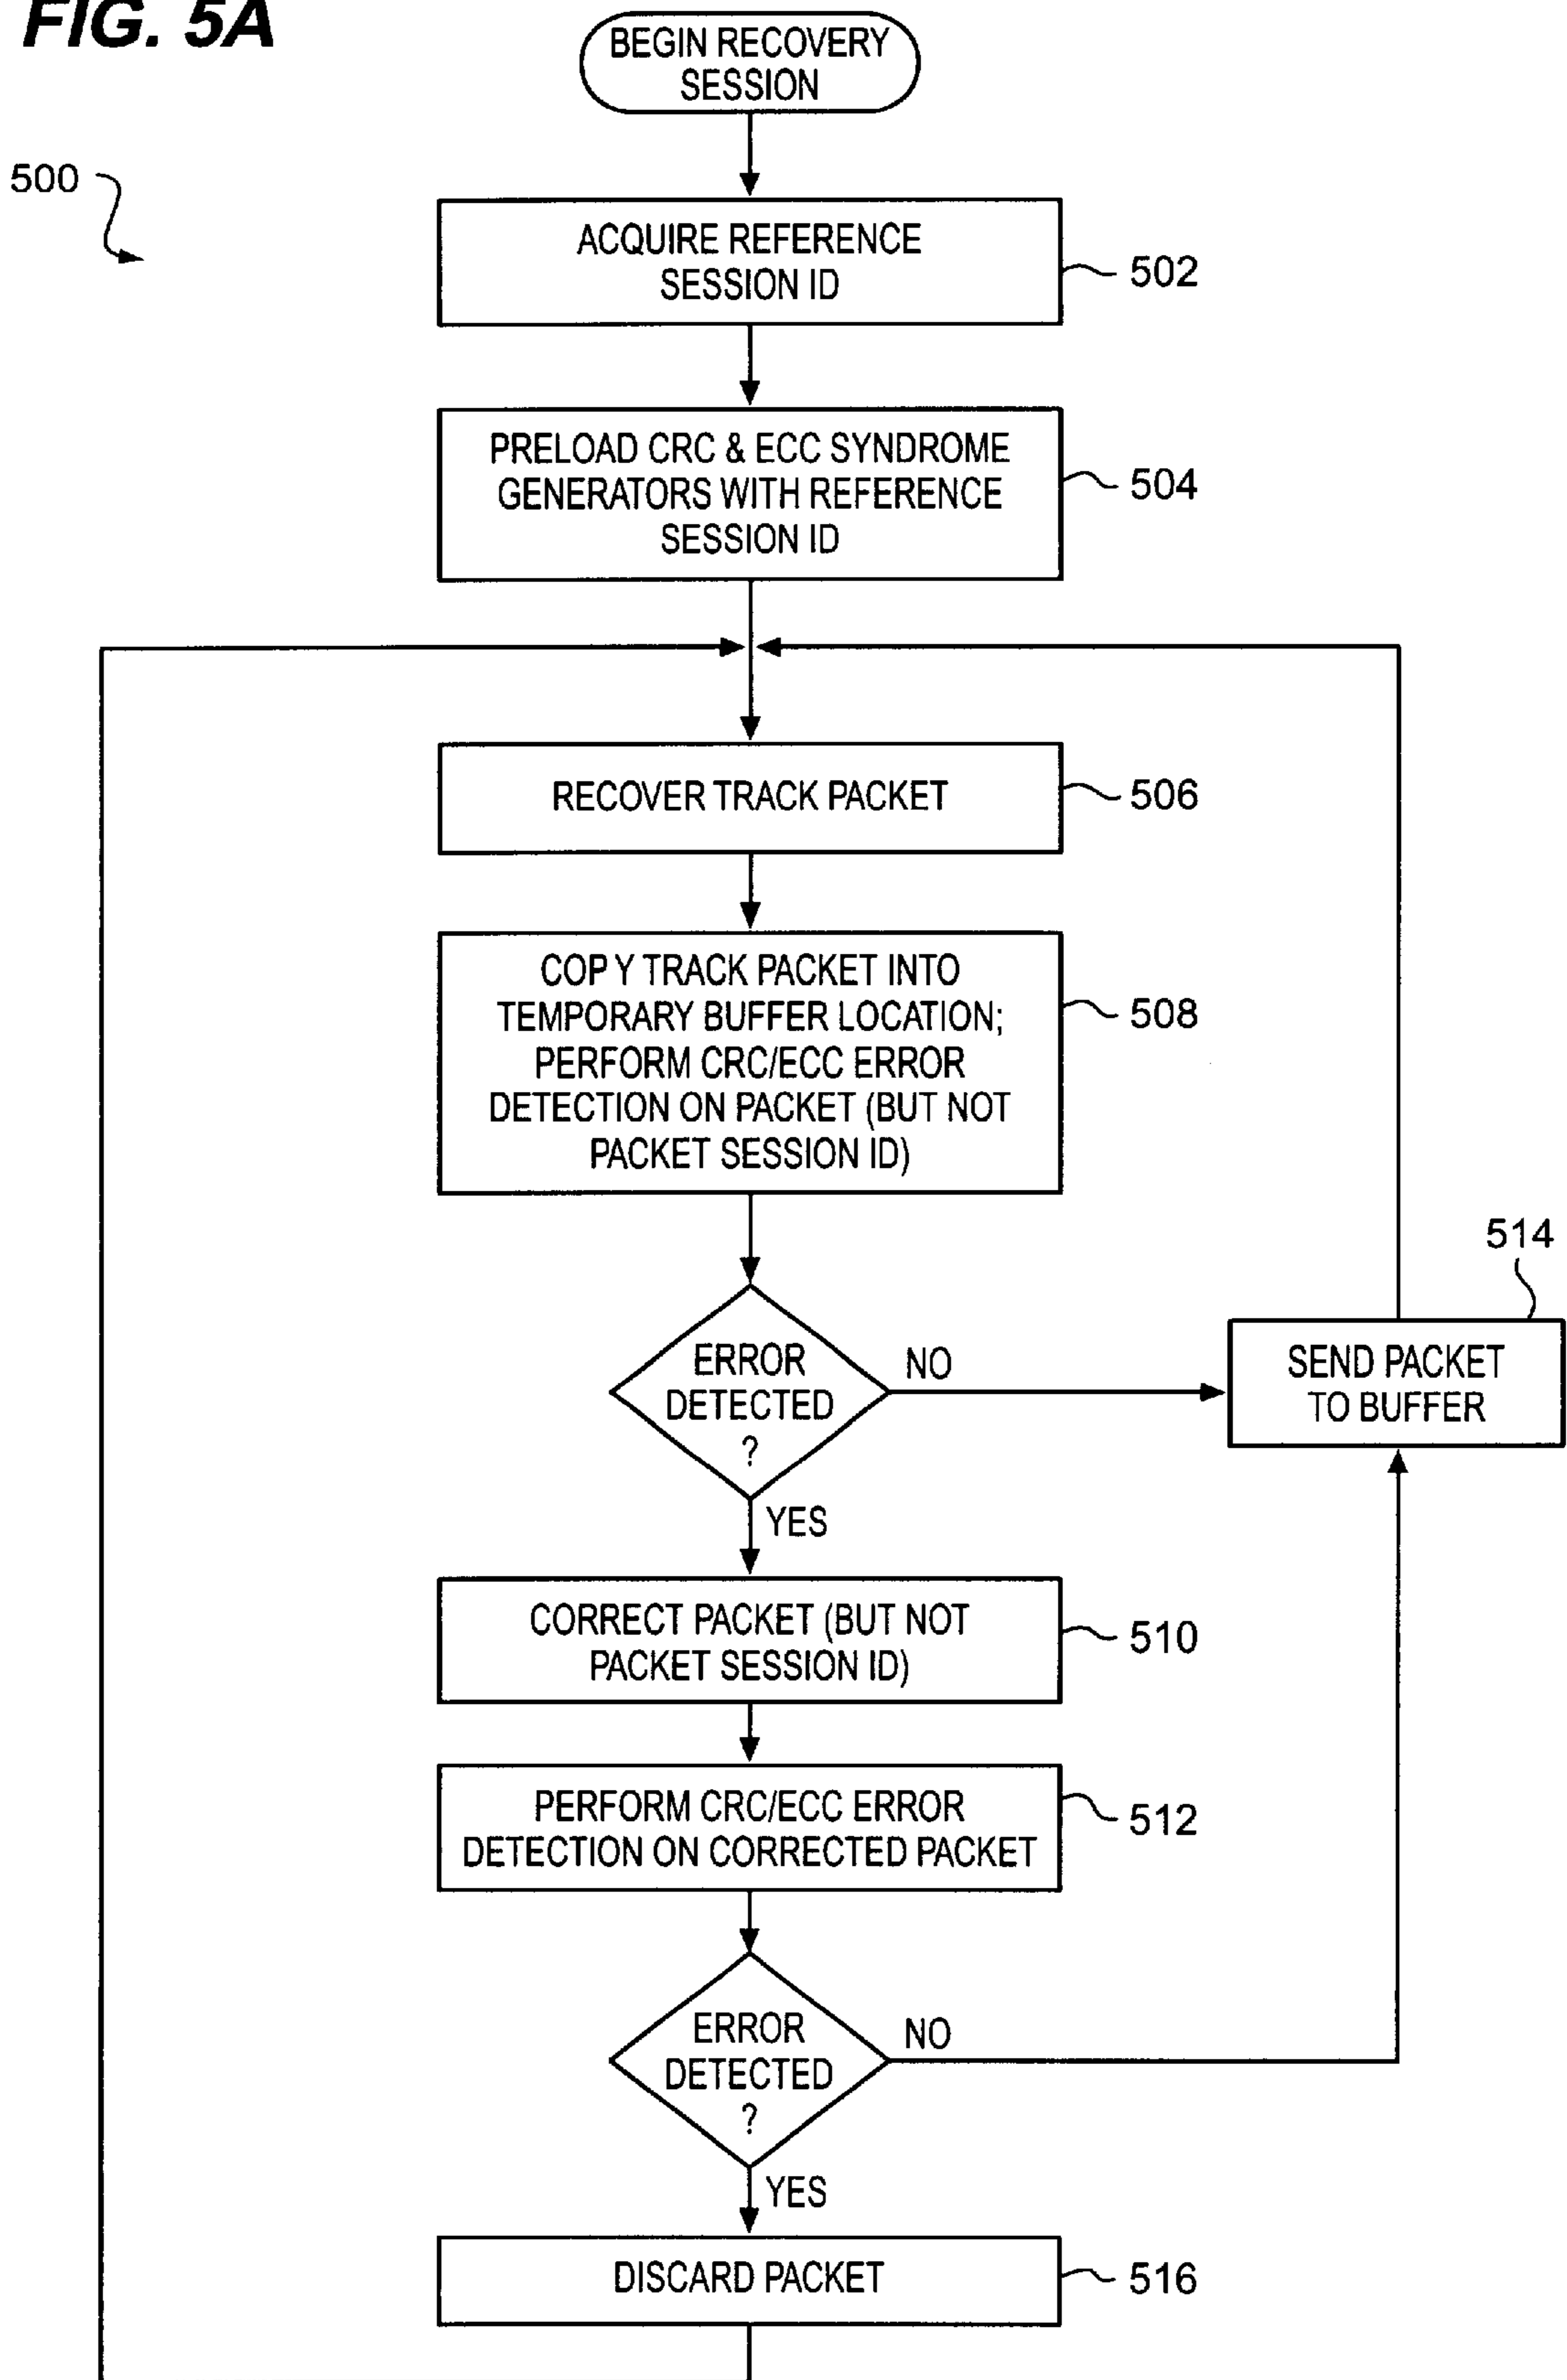 FIG. 5A
BEGIN RECOVERY
SESSION
500
ACQUIRE REFERENCE
SESSION ID
502
PRELOAD CRC & ECC SYNDROME
GENERATORS WITH REFERENCE
SESSION ID
504
RECOVER TRACK PACKET
506
COPY TRACK PACKET INTO
TEMPORARY BUFFER LOCATION;
PERFORM CRC/ECC ERROR
DETECTION ON PACKET (BUT NOT
PACKET SESSION ID)
508
ERROR
DETECTED
?
NO
514
SEND PACKET
TO BUFFER
YES
CORRECT PACKET (BUT NOT
PACKET SESSION ID)
510
PERFORM CRC/ECC ERROR
DETECTION ON CORRECTED PACKET
512
ERROR
DETECTED
?
NO
YES
DISCARD PACKET
516